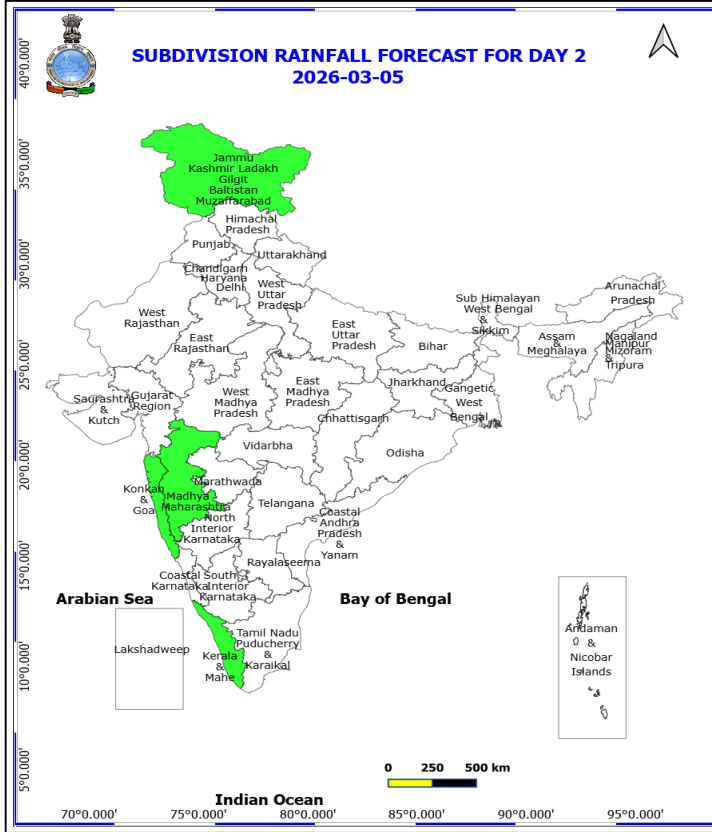 SUBDIVISION RAINFALL FORECAST FOR DAY 2
2026-03-05
40°0.000'
35°0.000'
30°0.000'
25°0.000'
20°0.000'
15°0.000'
10°0.000'
5°0.000'
Jammu
Kashmir Ladakh
Gilgit
Baltistan
Muzaffarabad
Himachal
Pradesh
Punjab
Uttarakhand
Chandigarh
Haryana
Delhi
West
Uttar
Pradesh
West
Rajasthan
East
Rajasthan
East
Uttar
Pradesh
Bihar
Sub Himalayan
West Bengal
&
Sikkim
Arunachal
Pradesh
Assam
&
Meghalaya
Nagaland
Manipur
Mizoram
&
Tripura
Saurashtra
&
Kutch
Gujarat
Region
West
Madhya
Pradesh
East
Madhya
Pradesh
Jharkhand
Gangetic
West
Bengal
Chhattisgarh
Vidarbha
Odisha
Konkan
&
Goa
Madhya
Maharashtra
Marathwada
Telangana
North
Interior
Karnataka
Coastal
Andhra
Pradesh
&
Yanam
Rayalaseema
Coastal
Karnataka
South
Interior
Karnataka
Arabian Sea
Bay of Bengal
Lakshadweep
Kerala
&
Mahe
Tamil Nadu
Puducherry
&
Karaikal
Andaman
&
Nicobar
Islands
0 250 500 km
Indian Ocean
70°0.000' 75°0.000' 80°0.000' 85°0.000' 90°0.000' 95°0.000'